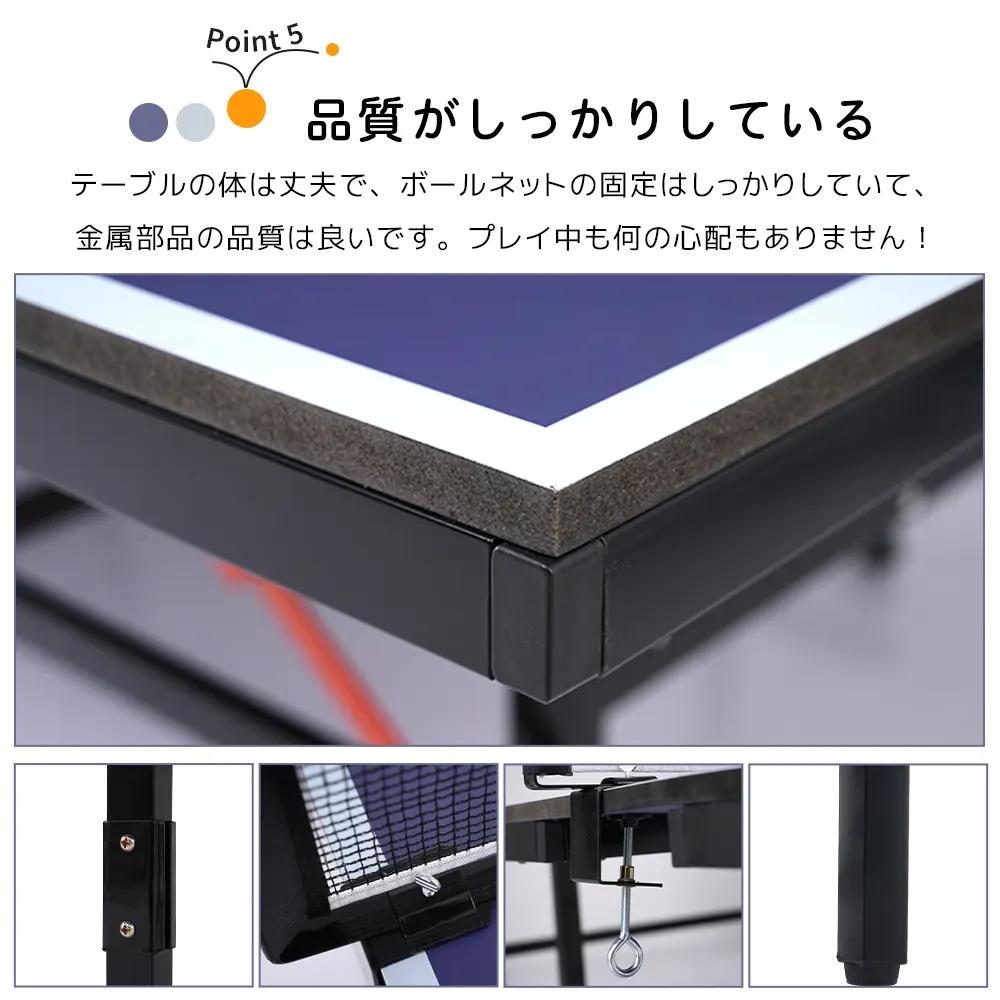 Point 5
品質がしっかりしている
テーブルの体は丈夫で、ボールネットの固定はしっかりしていて、
金属部品の品質は良いです。プレイ中も何の心配もありません！